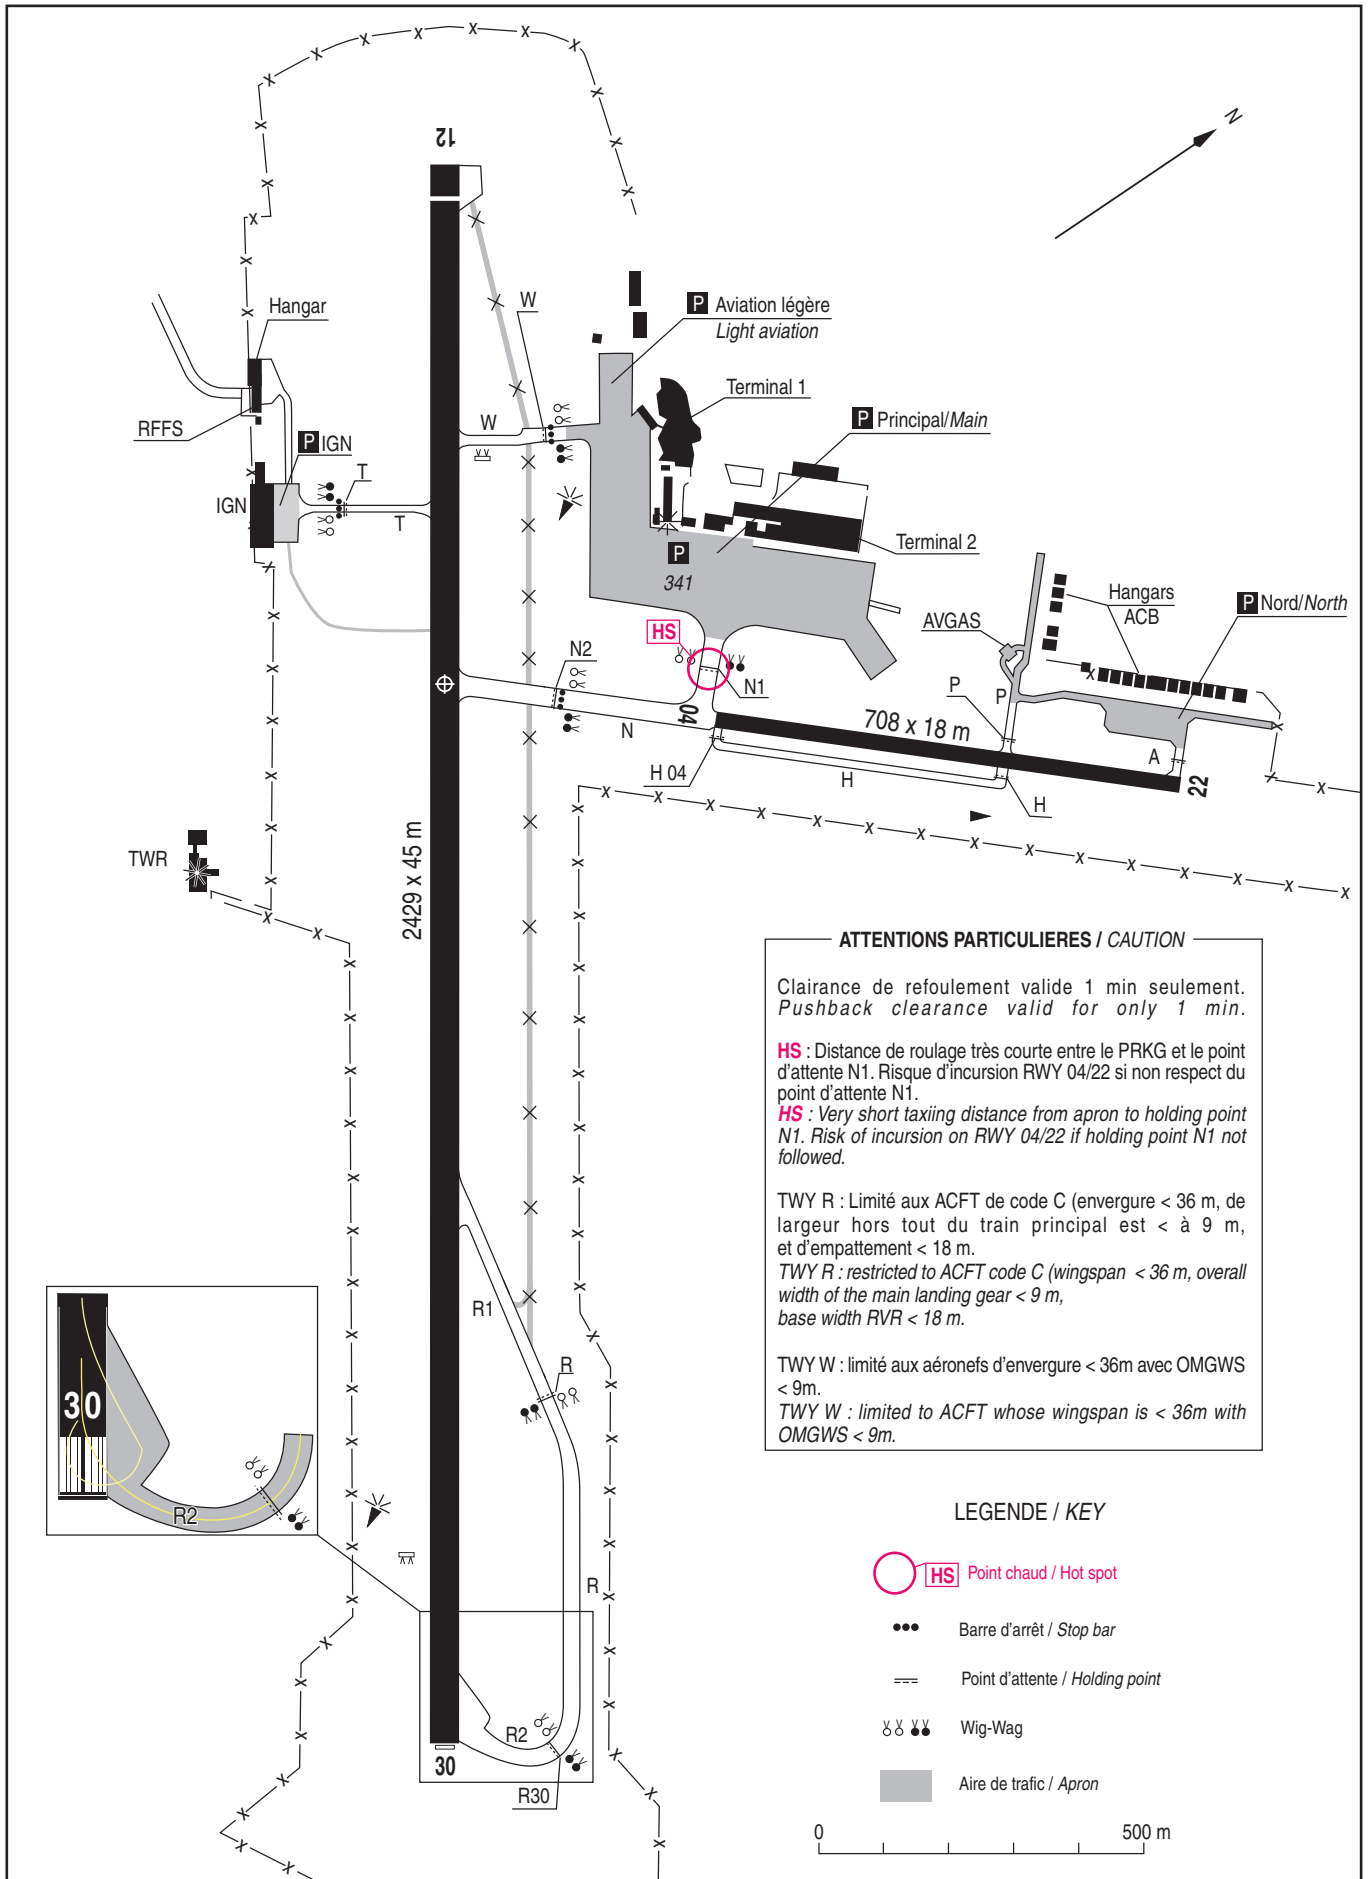 N
12
W
Hangar
P Aviation légère
Light aviation
Terminal 1
RFFS
W
P Principal/Main
P IGN
T
IGN
T
Terminal 2
P
341
Hangars
ACB
P Nord/North
AVGAS
HS
N2
N1
P
P
04
708 x 18 m
N
A
H 04
H
22
H
TWR
2429 x 45 m
ATTENTIONS PARTICULIERES / CAUTION
Clairance de refoulement valide 1 min seulement.
Pushback clearance valid for only 1 min.
HS : Distance de roulage très courte entre le PRKG et le point
d'attente N1. Risque d'incursion RWY 04/22 si non respect du
point d'attente N1.
HS : Very short taxiing distance from apron to holding point
N1. Risk of incursion on RWY 04/22 if holding point N1 not
followed.
TWY R : Limité aux ACFT de code C (envergure < 36 m, de
largeur hors tout du train principal est < à 9 m,
et d'empattement < 18 m.
TWY R : restricted to ACFT code C (wingspan < 36 m, overall
width of the main landing gear < 9 m,
base width RVR < 18 m.
TWY W : limité aux aéronefs d'envergure < 36m avec OMGWS
< 9m.
TWY W : limited to ACFT whose wingspan is < 36m with
OMGWS < 9m.
R1
R
30
R2
R
R2
30
R30
LEGENDE / KEY
HS Point chaud / Hot spot
Barre d'arrêt / Stop bar
Point d'attente / Holding point
Wig-Wag
Aire de trafic / Apron
0 500 m